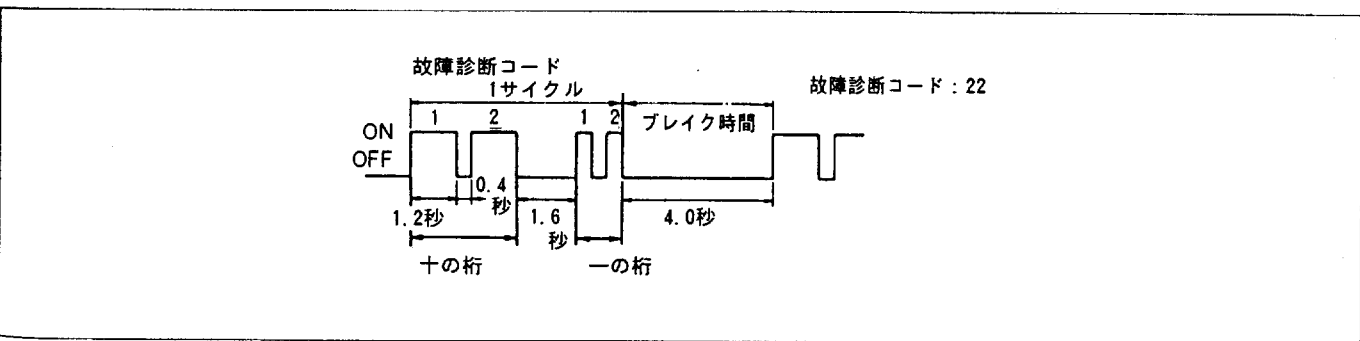 故障診断コード
1サイクル
故障診断コード:22
1 2 1 2 ブレイク時間
ON
OFF
0.4
秒
1.2秒
1.6
秒
4.0秒
十の桁
一の桁